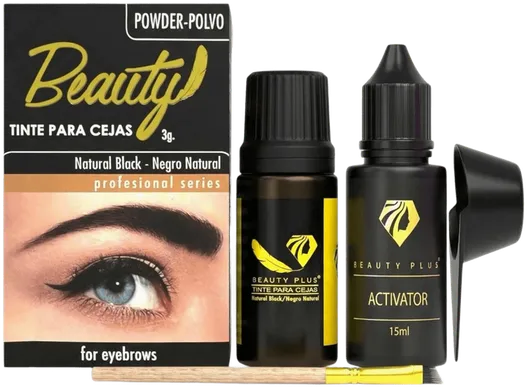 POWDER-POLVO
Beauty
TINTE PARA CEJAS
3g.
Natural Black - Negro Natural
profesional series
for eyebrows
BEAUTY PLUS®
TINTE PARA CEJAS
Natural Black/Negro Natural
BEAUTY PLUS®
ACTIVATOR
15ml